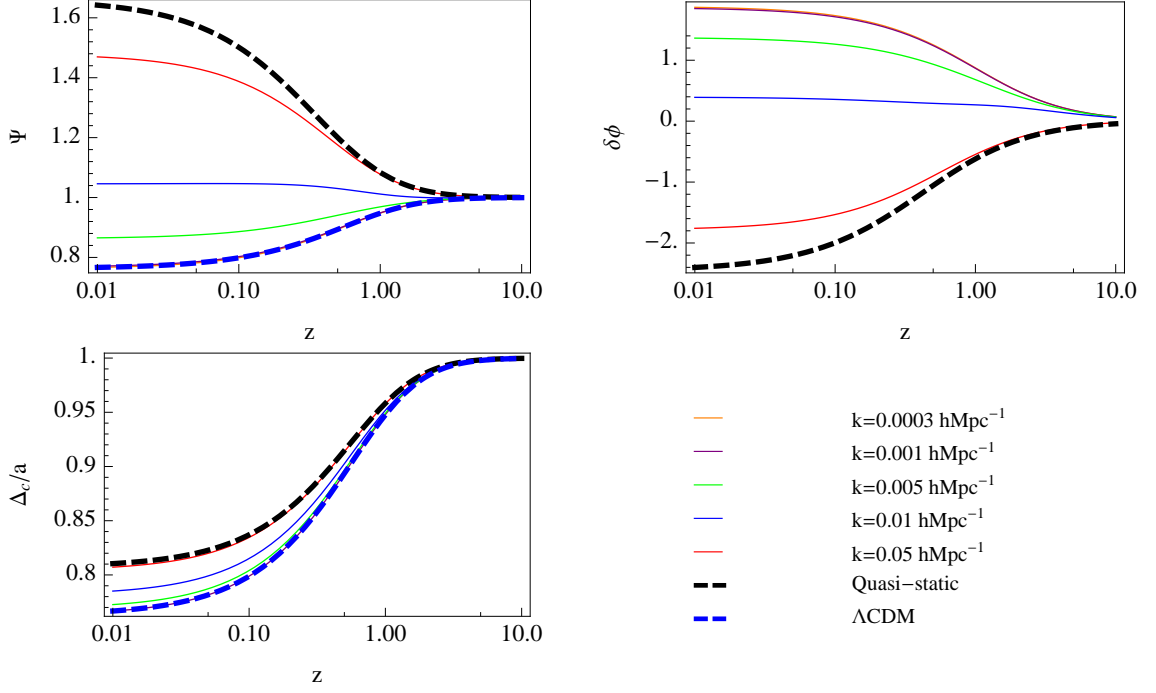 1.6
1.4
1.2
1.
0.8
Ψ
0.01 0.10 1.00 10.0
z
1.
0.
−1.
−2.
δϕ
0.01 0.10 1.00 10.0
z
1.
0.95
0.9
0.85
0.8
Δc/a
0.01 0.10 1.00 10.0
z
k=0.0003 hMpc⁻¹
k=0.001 hMpc⁻¹
k=0.005 hMpc⁻¹
k=0.01 hMpc⁻¹
k=0.05 hMpc⁻¹
Quasi−static
ΛCDM